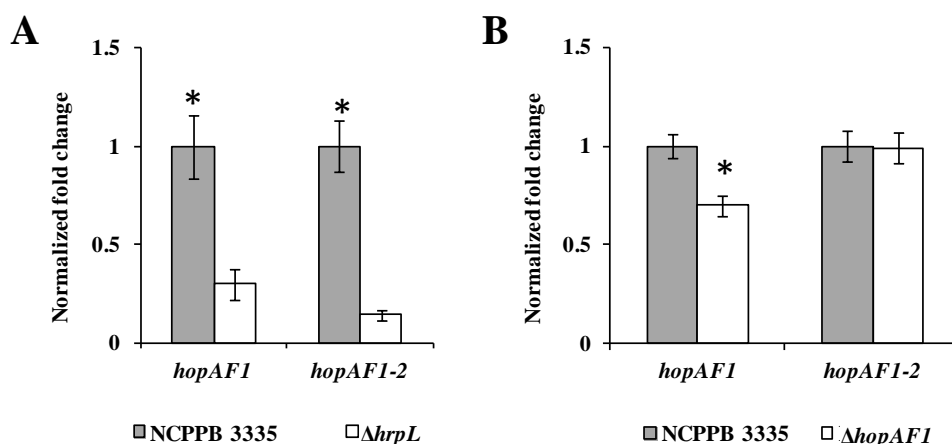 A
Normalized fold change
1.5
1
0.5
0
*
*
hopAF1
hopAF1-2
NCPPB 3335
ΔhrpL
B
Normalized fold change
1.5
1
0.5
0
*
hopAF1
hopAF1-2
NCPPB 3335
ΔhopAF1